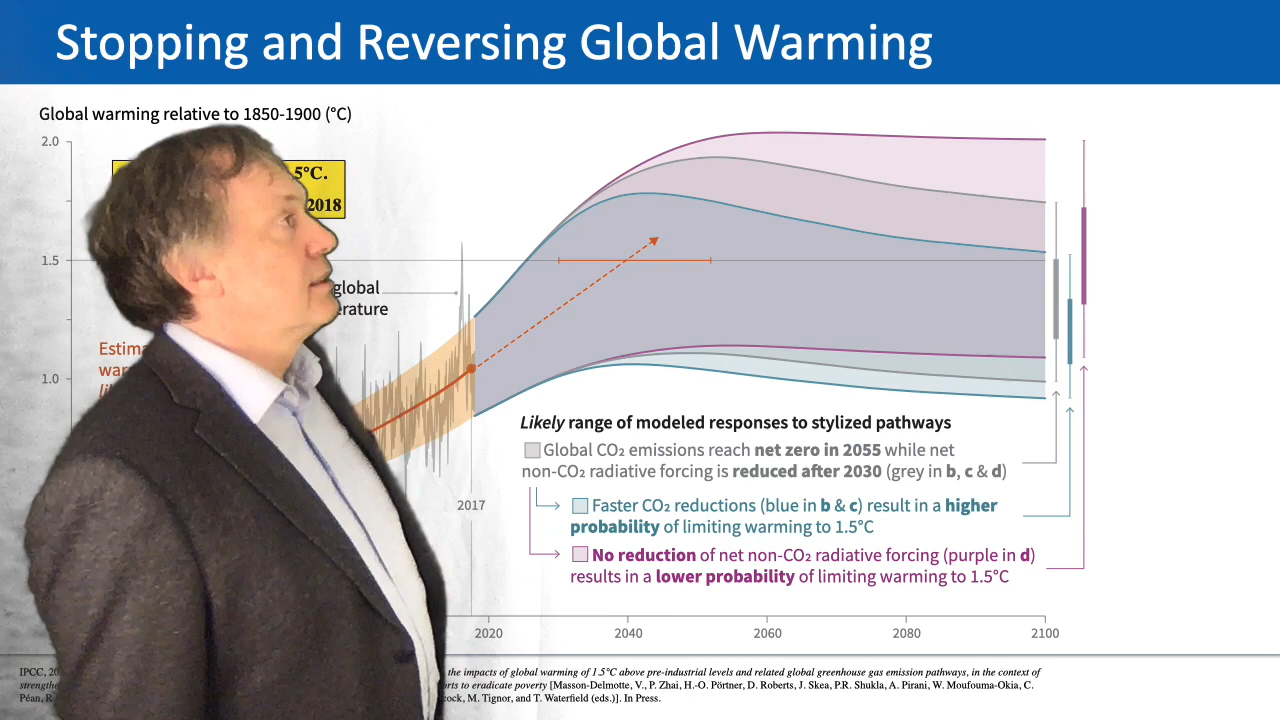 Stopping and Reversing Global Warming
Global warming relative to 1850-1900 (°C)
2.0
5°C.
2018
1.5
global
erature
Estima
war
li
1.0
Likely range of modeled responses to stylized pathways
Global CO₂ emissions reach net zero in 2055 while net
non-CO₂ radiative forcing is reduced after 2030 (grey in b, c & d)
2017
Faster CO₂ reductions (blue in b & c) result in a higher
probability of limiting warming to 1.5°C
No reduction of net non-CO₂ radiative forcing (purple in d)
results in a lower probability of limiting warming to 1.5°C
2020 2040 2060 2080 2100
IPCC, 20 the impacts of global warming of 1.5°C above pre-industrial levels and related global greenhouse gas emission pathways, in the context of
strengthe orts to eradicate poverty [Masson-Delmotte, V., P. Zhai, H.-O. Pörtner, D. Roberts, J. Skea, P.R. Shukla, A. Pirani, W. Moufouma-Okia, C.
Péan, R. cock, M. Tignor, and T. Waterfield (eds.)]. In Press.